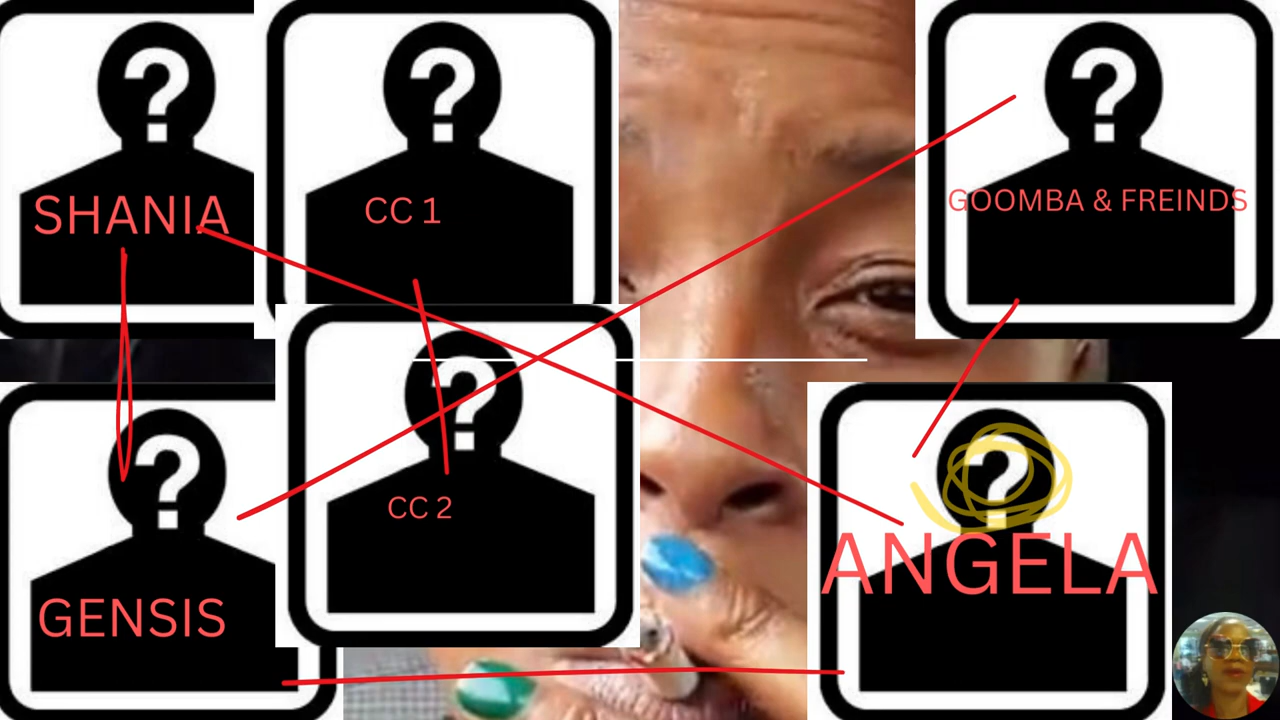 ?
?
?
SHANIA
CC 1
GOOMBA & FREINDS
?
?
?
CC 2
ANGELA
GENSIS